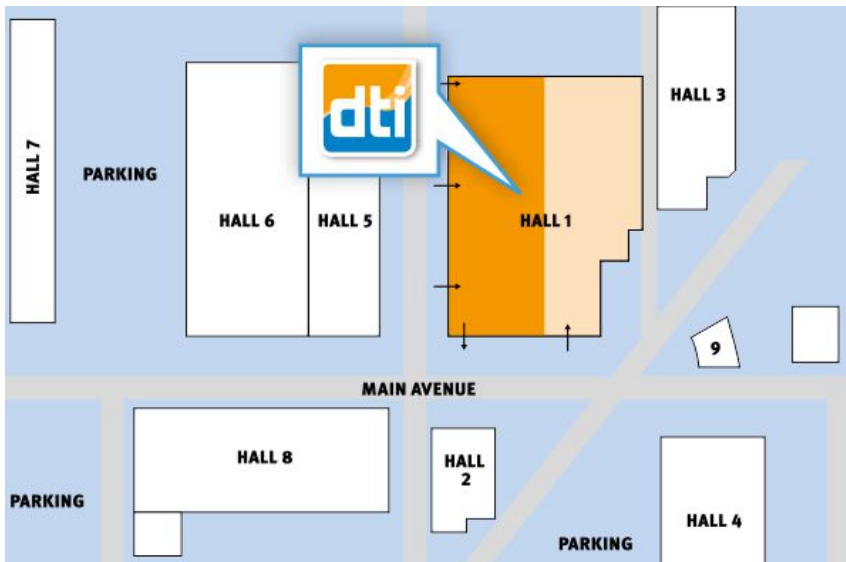 HALL 3
dti
HALL 7
PARKING
HALL 6
HALL 5
HALL 1
9
MAIN AVENUE
HALL 8
HALL
2
PARKING
HALL 4
PARKING